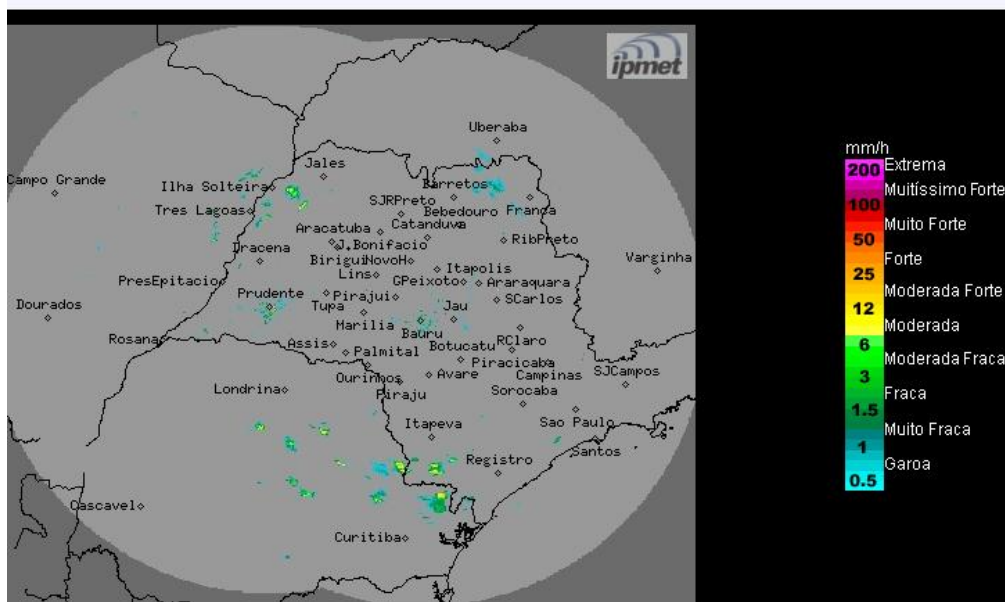 ipmet
Uberaba
Jales
Campo Grande
Ilha Solteira
Barretos
SJRPreto
Tres Lagoas
Bebedouro Franca
Catanduva
Aracatuba
RibPreto
J.Bonifacio
Dracena
Birigui NovoH
Varginha
Lins
Itapolis
PresEpitacio
GPeixoto
Araraquara
Prudente
Pirajui
SCarlos
Dourados
Tupa
Jau
Marilia
Bauru
Rosana
Assis
Botucatu
RClaro
Palmital
Piracicaba
Ourinhos
Avare
Campinas
SJCampos
Londrina
Piraju
Sorocaba
Itapeva
Sao Paulo
Santos
Registro
Cascavel
Curitiba
mm/h
200 Extrema
Muitíssimo Forte
100
Muito Forte
50
Forte
25
Moderada Forte
12
Moderada
6
Moderada Fraca
3
Fraca
1.5
Muito Fraca
1
Garoa
0.5